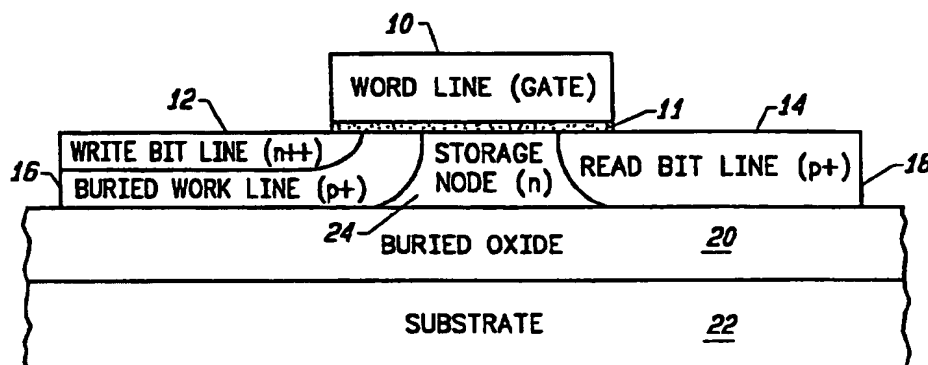 10
WORD LINE (GATE)
11
12
14
WRITE BIT LINE (n++)
STORAGE
NODE (n)
READ BIT LINE (p+)
16
BURIED WORK LINE (p+)
18
24
BURIED OXIDE
20
SUBSTRATE
22